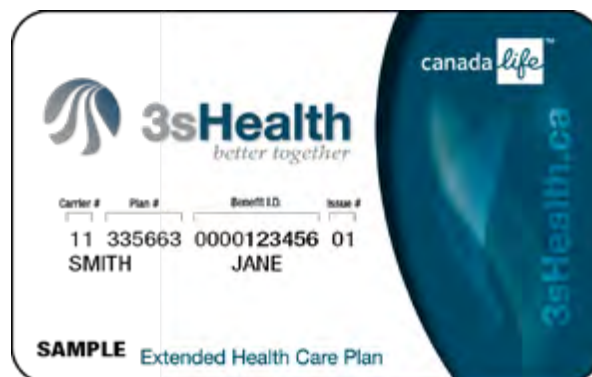 canada life™
3sHealth
better together
Carrier # Plan # Benefit I.D. Issue #
11 335663 0000123456 01
SMITH JANE
SAMPLE Extended Health Care Plan
3sHealth.ca